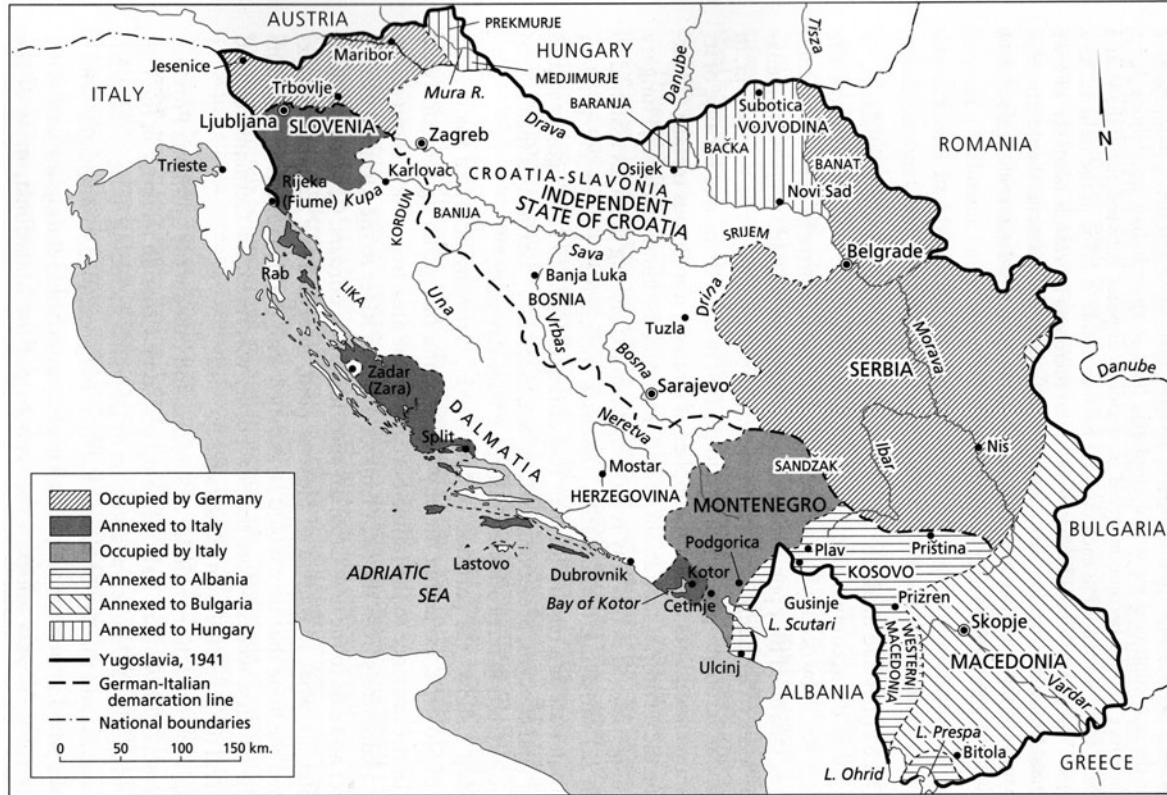 AUSTRIA
PREKMURJE
HUNGARY
Tisza
Maribor
Jesenice
MEDJIMURJE
Danube
ITALY
Trbovlje
Mura R.
BARANJA
Subotica
Ljubljana
SLOVENIA
Drava
VOJVODINA
ROMANIA
N
Zagreb
BAČKA
BANAT
Trieste
Osijek
Karlovac
CROATIA-SLAVONIA
Rijeka
(Fiume)
Kupa
INDEPENDENT
STATE OF CROATIA
Novi Sad
KORDUN
BANIJA
SRIJEM
Belgrade
Sava
Rab
Banja Luka
LIKA
Una
BOSNIA
Vrbas
Drina
Tuzla
Morava
Bosna
Zadar
(Zara)
SERBIA
Danube
Sarajevo
DALMATIA
Neretva
Split
Ibar
Niš
Mostar
SANDZAK
HERZEGOVINA
MONTENEGRO
BULGARIA
Podgorica
Plav
Priština
Lastovo
Dubrovnik
Kotor
KOSOVO
ADRIATIC
SEA
Bay of Kotor
Cetinje
Gusinje
Prizren
L. Scutari
Skopje
Ulcinj
WESTERN
MACEDONIA
MACEDONIA
ALBANIA
Vardar
L. Prespa
Bitola
L. Ohrid
GREECE
Occupied by Germany
Annexed to Italy
Occupied by Italy
Annexed to Albania
Annexed to Bulgaria
Annexed to Hungary
Yugoslavia, 1941
German-Italian
demarcation line
National boundaries
0 50 100 150 km.